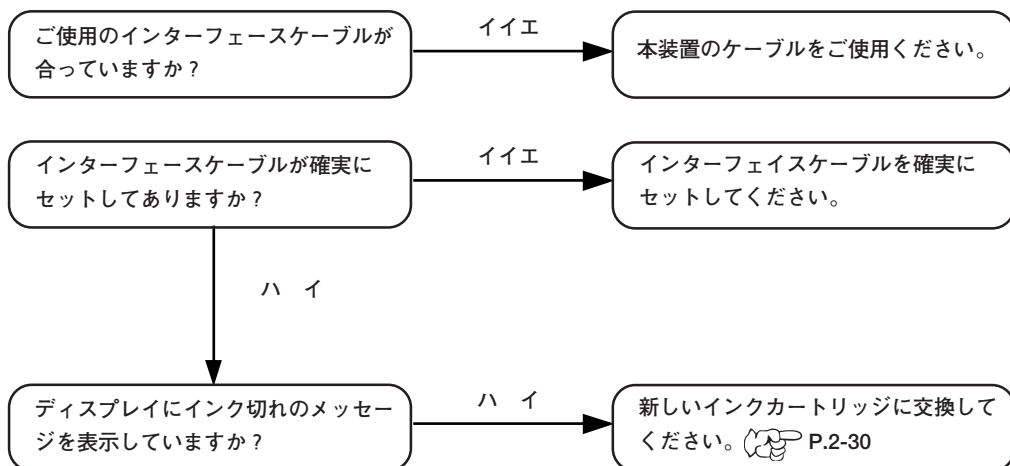 ご使用のインターフェースケーブルが
合っていますか？
イイエ
本装置のケーブルをご使用ください。
インターフェースケーブルが確実に
セットしてありますか？
イイエ
インターフェイスケーブルを確実に
セットしてください。
ハ　イ
ディスプレイにインク切れのメッセー
ジを表示していますか？
ハ　イ
新しいインクカートリッジに交換して
ください。 P.2-30